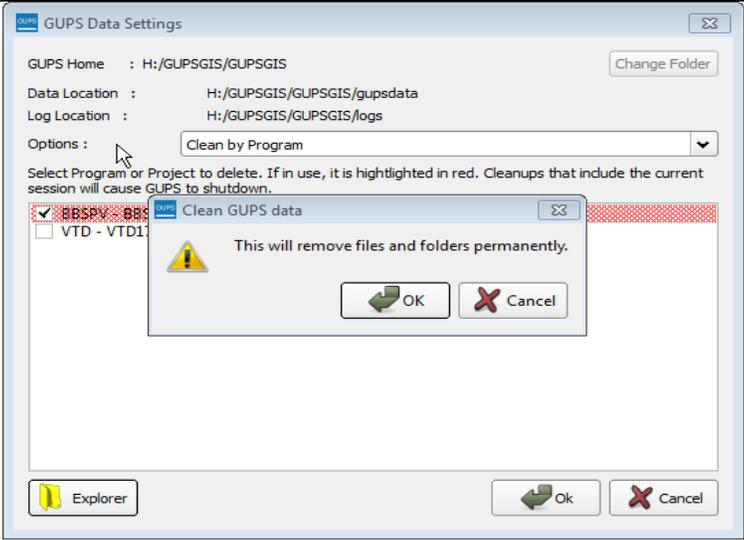 GUPS GUPS Data Settings
GUPS Home : H:/GUPSGIS/GUPSGIS Change Folder
Data Location : H:/GUPSGIS/GUPSGIS/gupsdata
Log Location : H:/GUPSGIS/GUPSGIS/logs
Options : Clean by Program
Select Program or Project to delete. If in use, it is hightlighted in red. Cleanups that include the current
session will cause GUPS to shutdown.
BBSPV - BBS
VTD - VTD17
GUPS Clean GUPS data
This will remove files and folders permanently.
OK Cancel
Explorer Ok Cancel